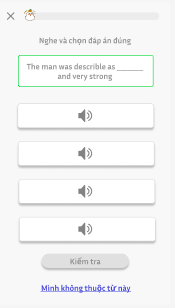 Nghe và chọn đáp án đúng
The man was describle as ______
and very strong
Kiểm tra
Mình không thuộc từ này